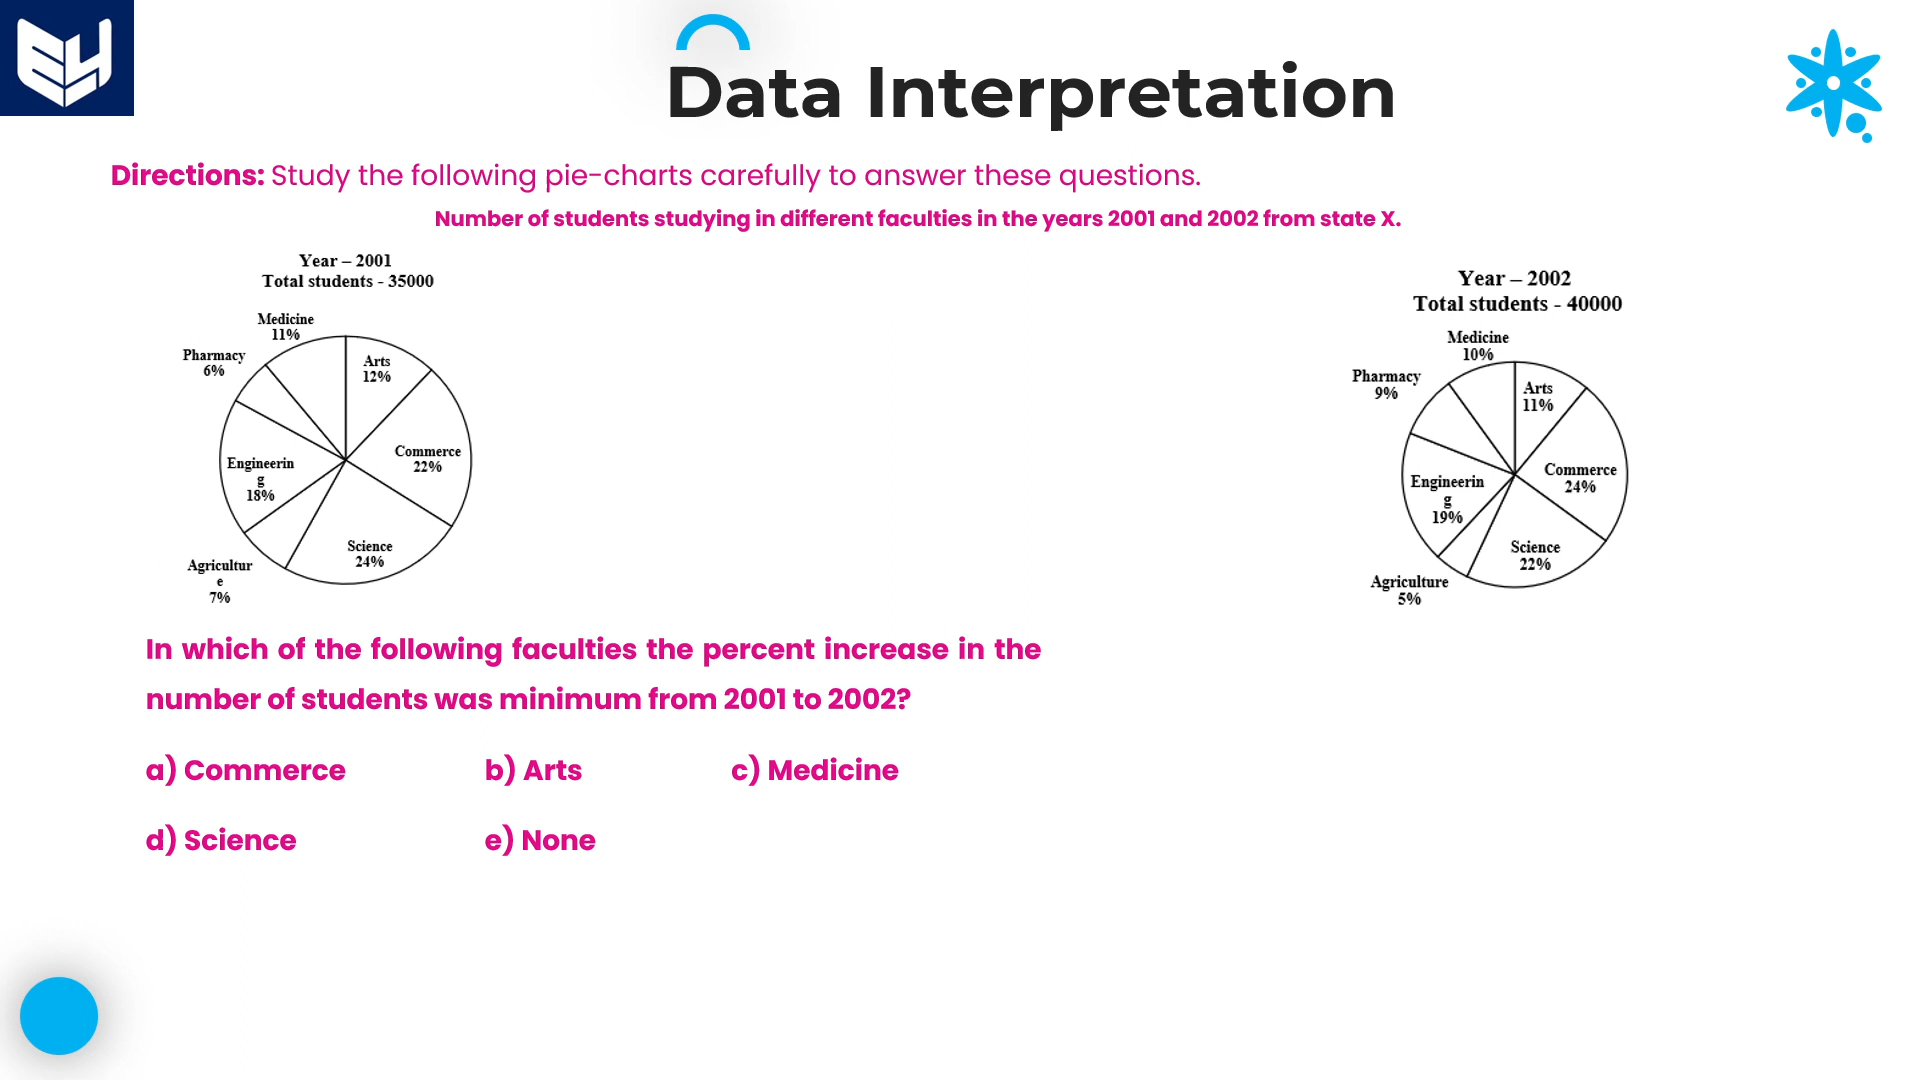 Data Interpretation
Directions: Study the following pie-charts carefully to answer these questions.
Number of students studying in different faculties in the years 2001 and 2002 from state X.
Year – 2001
Total students - 35000
Medicine
11%
Pharmacy
6%
Arts
12%
Commerce
22%
Engineerin
g
18%
Science
24%
Agricultur
e
7%
Year – 2002
Total students - 40000
Medicine
10%
Pharmacy
9%
Arts
11%
Commerce
24%
Engineerin
g
19%
Science
22%
Agriculture
5%
In which of the following faculties the percent increase in the
number of students was minimum from 2001 to 2002?
a) Commerce b) Arts c) Medicine
d) Science e) None